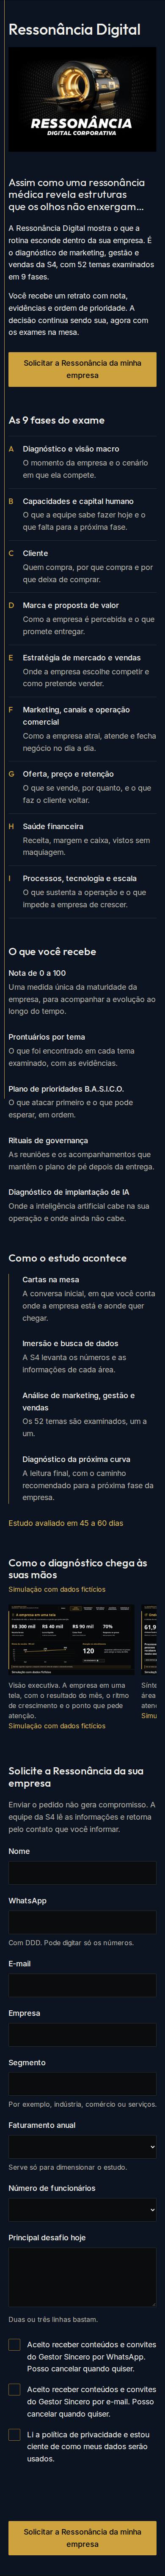 Ressonância Digital
RESSONÂNCIA
DIGITAL CORPORATIVA
Assim como uma ressonância
médica revela estruturas
que os olhos não enxergam...
A Ressonância Digital mostra o que a
rotina esconde dentro da sua empresa. É
o diagnóstico de marketing, gestão e
vendas da S4, com 52 temas examinados
em 9 fases.
Você recebe um retrato com nota,
evidências e ordem de prioridade. A
decisão continua sendo sua, agora com
os exames na mesa.
Solicitar a Ressonância da minha
empresa
As 9 fases do exame
A Diagnóstico e visão macro
O momento da empresa e o cenário
em que ela compete.
B Capacidades e capital humano
O que a equipe sabe fazer hoje e o
que falta para a próxima fase.
C Cliente
Quem compra, por que compra e por
que deixa de comprar.
D Marca e proposta de valor
Como a empresa é percebida e o que
promete entregar.
E Estratégia de mercado e vendas
Onde a empresa escolhe competir e
como pretende vender.
F Marketing, canais e operação
comercial
Como a empresa atrai, atende e fecha
negócio no dia a dia.
G Oferta, preço e retenção
O que se vende, por quanto, e o que
faz o cliente voltar.
H Saúde financeira
Receita, margem e caixa, vistos sem
maquiagem.
I Processos, tecnologia e escala
O que sustenta a operação e o que
impede a empresa de crescer.
O que você recebe
Nota de 0 a 100
Uma medida única da maturidade da
empresa, para acompanhar a evolução ao
longo do tempo.
Prontuários por tema
O que foi encontrado em cada tema
examinado, com as evidências.
Plano de prioridades B.A.S.I.C.O.
O que atacar primeiro e o que pode
esperar, em ordem.
Rituais de governança
As reuniões e os acompanhamentos que
mantêm o plano de pé depois da entrega.
Diagnóstico de implantação de IA
Onde a inteligência artificial cabe na sua
operação e onde ainda não cabe.
Como o estudo acontece
Cartas na mesa
A conversa inicial, em que você conta
onde a empresa está e aonde quer
chegar.
Imersão e busca de dados
A S4 levanta os números e as
informações de cada área.
Análise de marketing, gestão e
vendas
Os 52 temas são examinados, um a
um.
Diagnóstico da próxima curva
A leitura final, com o caminho
recomendado para a próxima fase da
empresa.
Estudo avaliado em 45 a 60 dias
Como o diagnóstico chega às
suas mãos
Simulação com dados fictícios
A empresa em uma tela
R$ 300 mil
R$ 40 mil
R$ 90 mil
70%
120
61,9
Visão executiva. A empresa em uma
tela, com o resultado do mês, o ritmo
de crescimento e o ponto que pede
atenção.
Simulação com dados fictícios
Solicite a Ressonância da sua
empresa
Enviar o pedido não gera compromisso. A
equipe da S4 lê as informações e retorna
pelo contato que você informar.
Nome
WhatsApp
Com DDD. Pode digitar só os números.
E-mail
Empresa
Segmento
Por exemplo, indústria, comércio ou serviços.
Faturamento anual
Serve só para dimensionar o estudo.
Número de funcionários
Principal desafio hoje
Duas ou três linhas bastam.
Aceito receber conteúdos e convites
do Gestor Sincero por WhatsApp.
Posso cancelar quando quiser.
Aceito receber conteúdos e convites
do Gestor Sincero por e-mail. Posso
cancelar quando quiser.
Li a política de privacidade e estou
ciente de como meus dados serão
usados.
Solicitar a Ressonância da minha
empresa